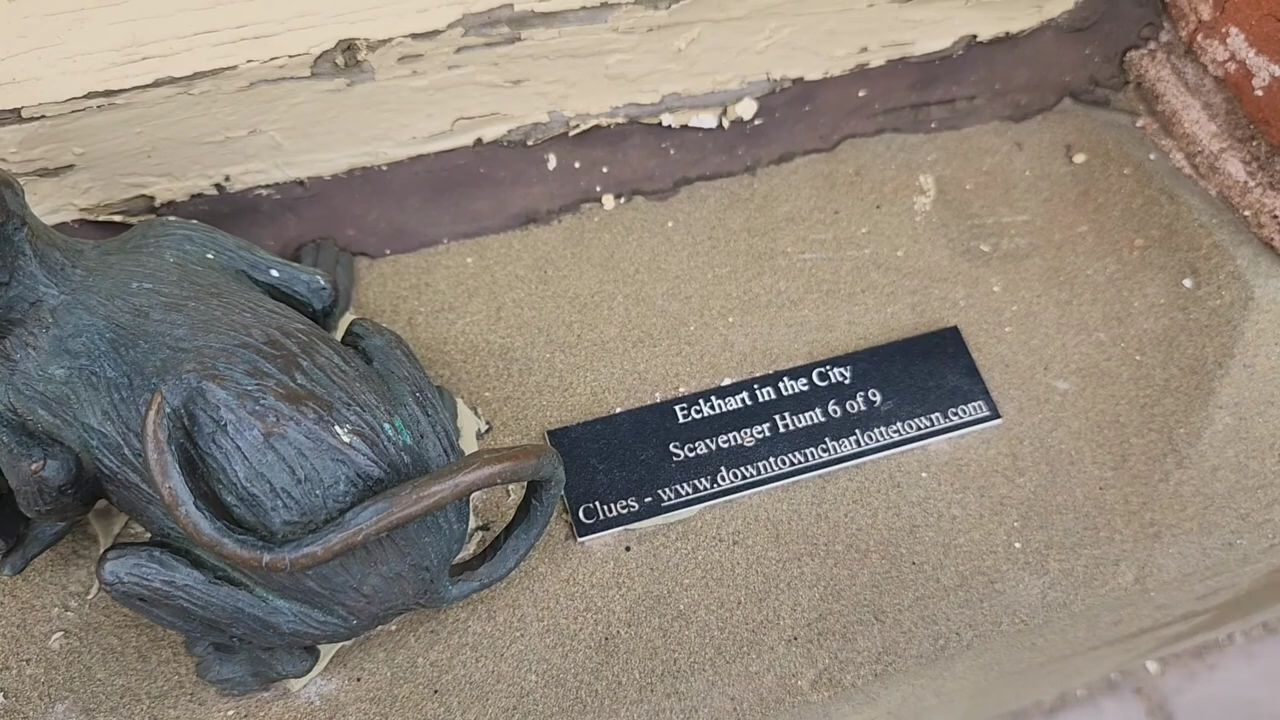 Eckhart in the City
Scavenger Hunt 6 of 9
Clues - www.downtowncharlottetown.com